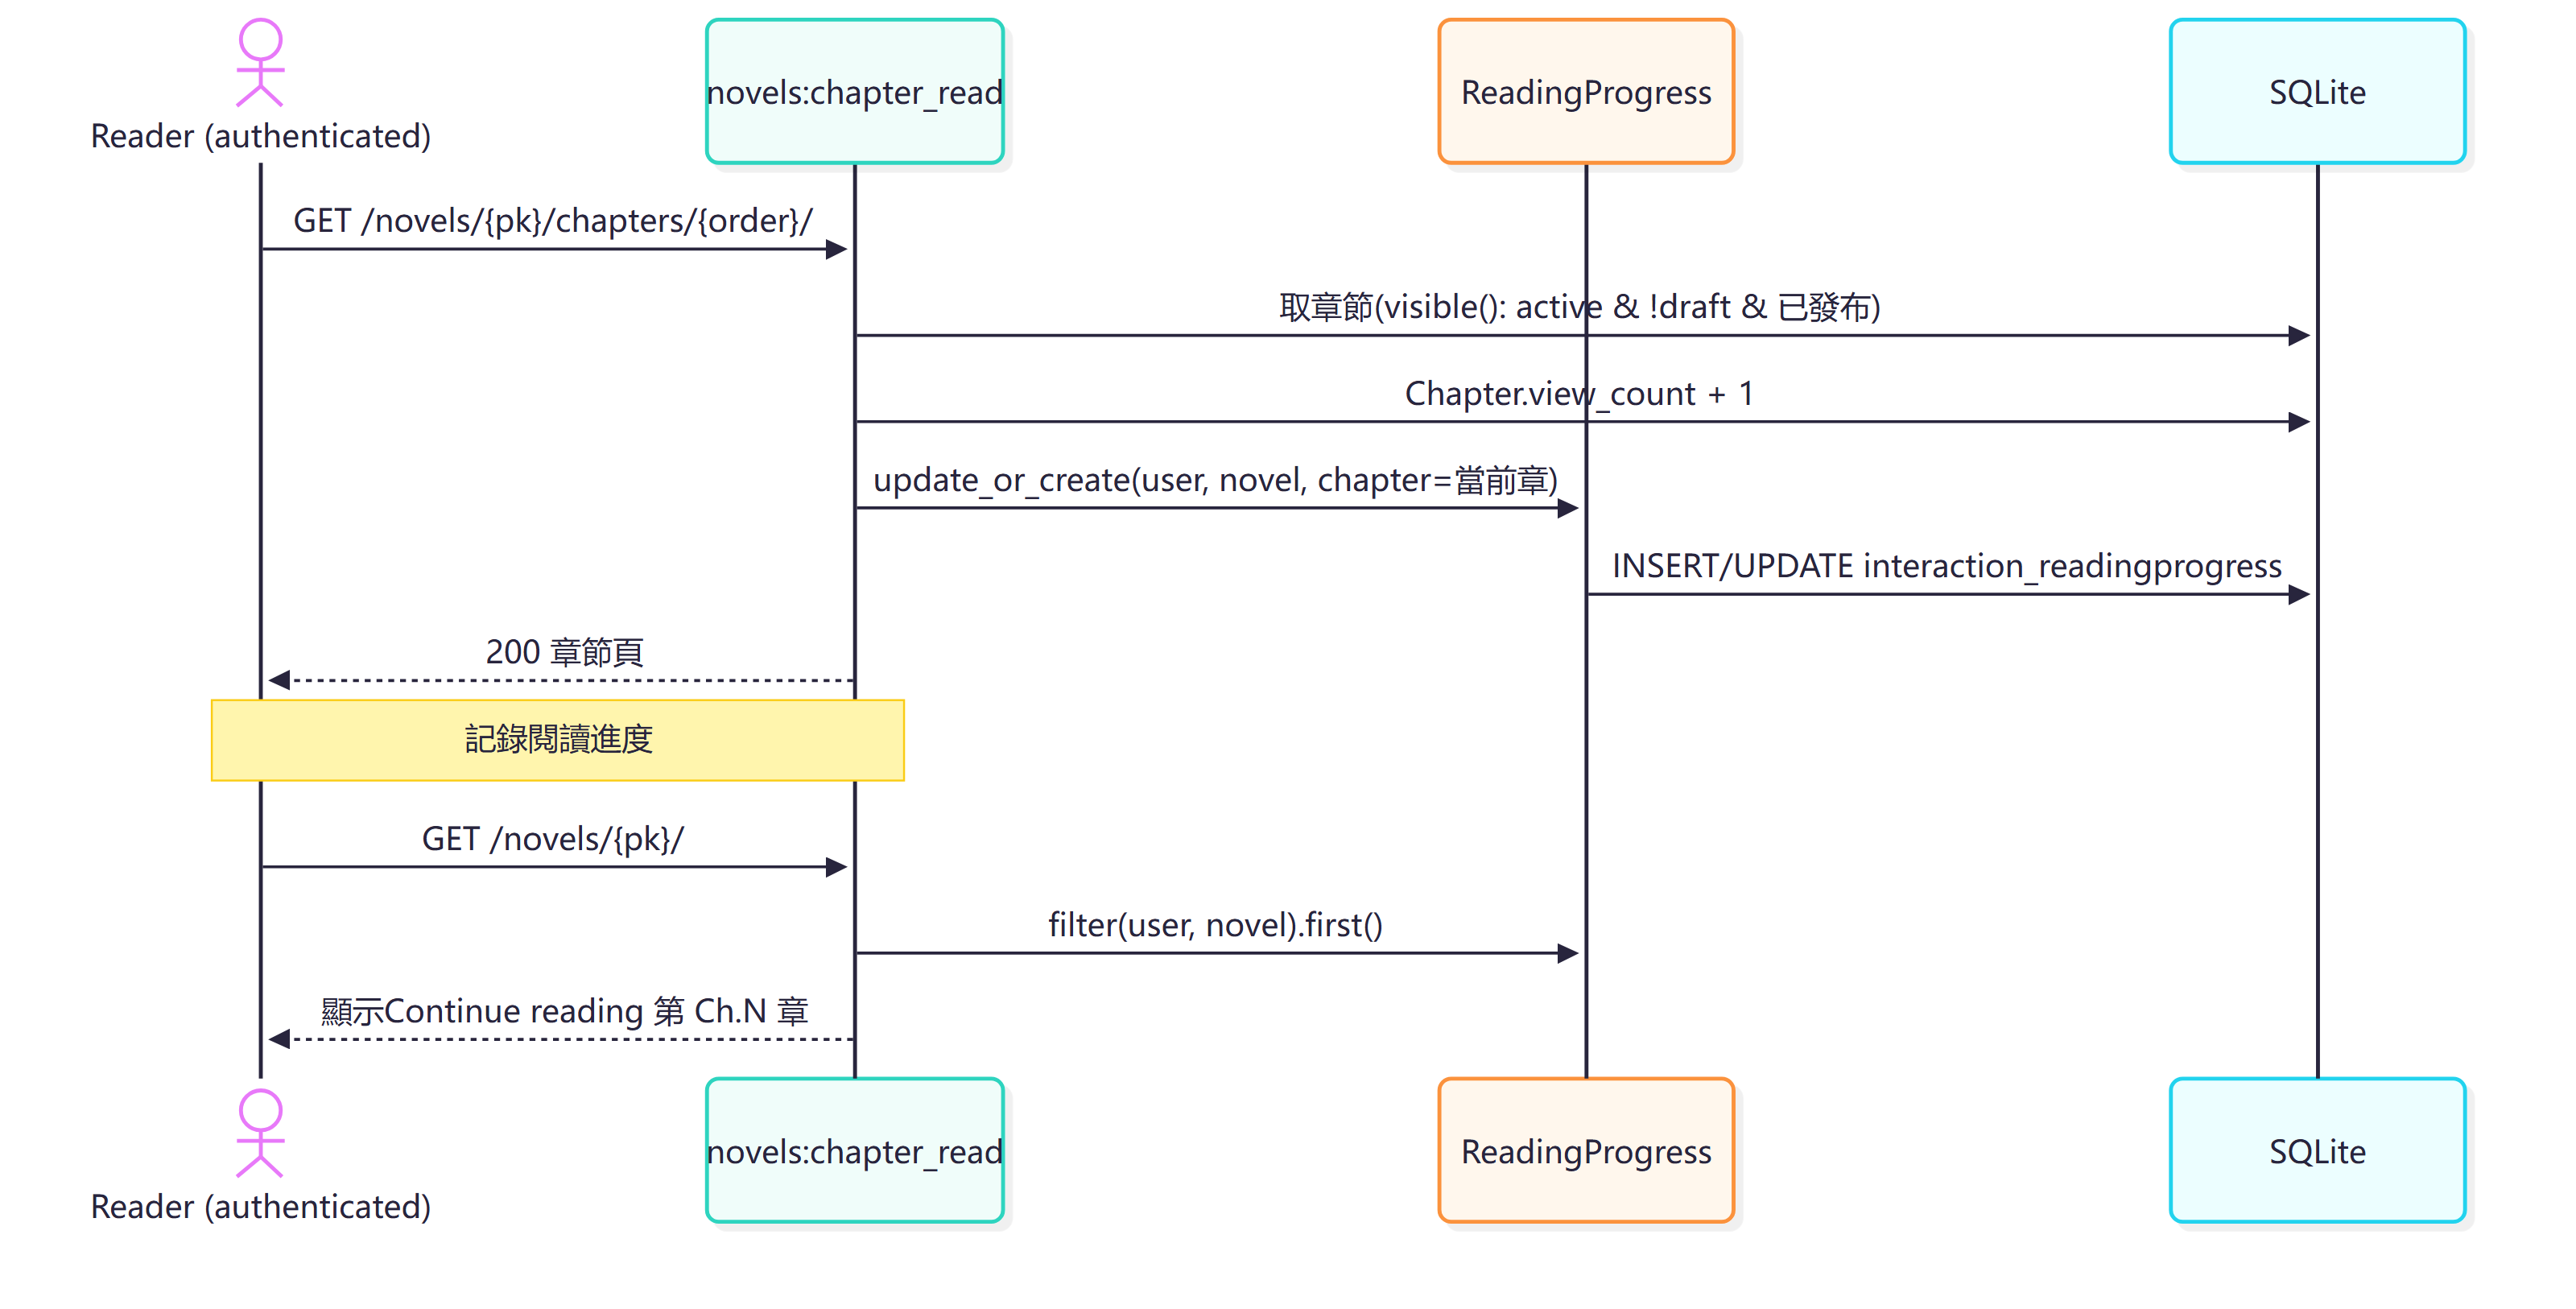 Reader (authenticated)
novels:chapter_read
ReadingProgress
SQLite
GET /novels/{pk}/chapters/{order}/
取章節(visible(): active & !draft & 已發布)
Chapter.view_count + 1
update_or_create(user, novel, chapter=當前章)
INSERT/UPDATE interaction_readingprogress
200 章節頁
記錄閱讀進度
GET /novels/{pk}/
filter(user, novel).first()
顯示Continue reading 第 Ch.N 章
Reader (authenticated)
novels:chapter_read
ReadingProgress
SQLite